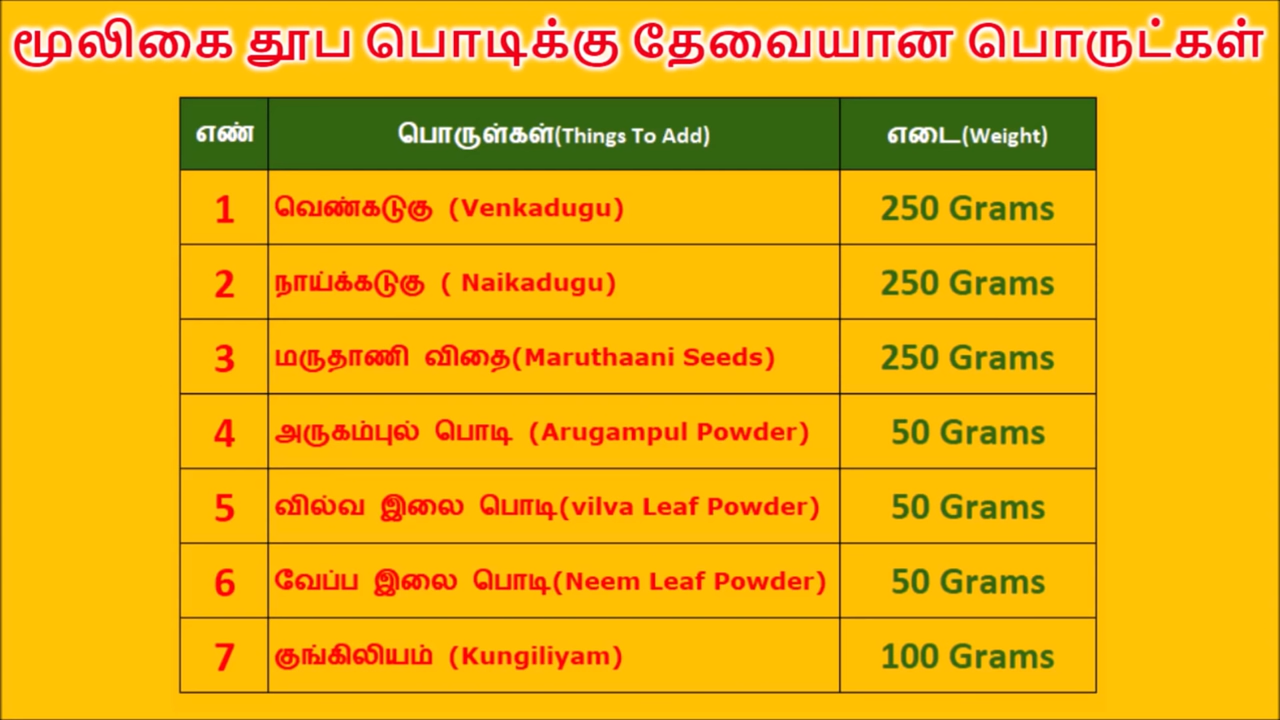 மூலிகை தூப பொடிக்கு தேவையான பொருட்கள்
எண் பொருள்கள்(Things To Add) எடை(Weight)
1 வெண்கடுகு (Venkadugu) 250 Grams
2 நாய்க்கடுகு ( Naikadugu) 250 Grams
3 மருதாணி விதை(Maruthaani Seeds) 250 Grams
4 அருகம்புல் பொடி (Arugampul Powder) 50 Grams
5 வில்வ இலை பொடி(vilva Leaf Powder) 50 Grams
6 வேப்ப இலை பொடி(Neem Leaf Powder) 50 Grams
7 குங்கிலியம் (Kungiliyam) 100 Grams